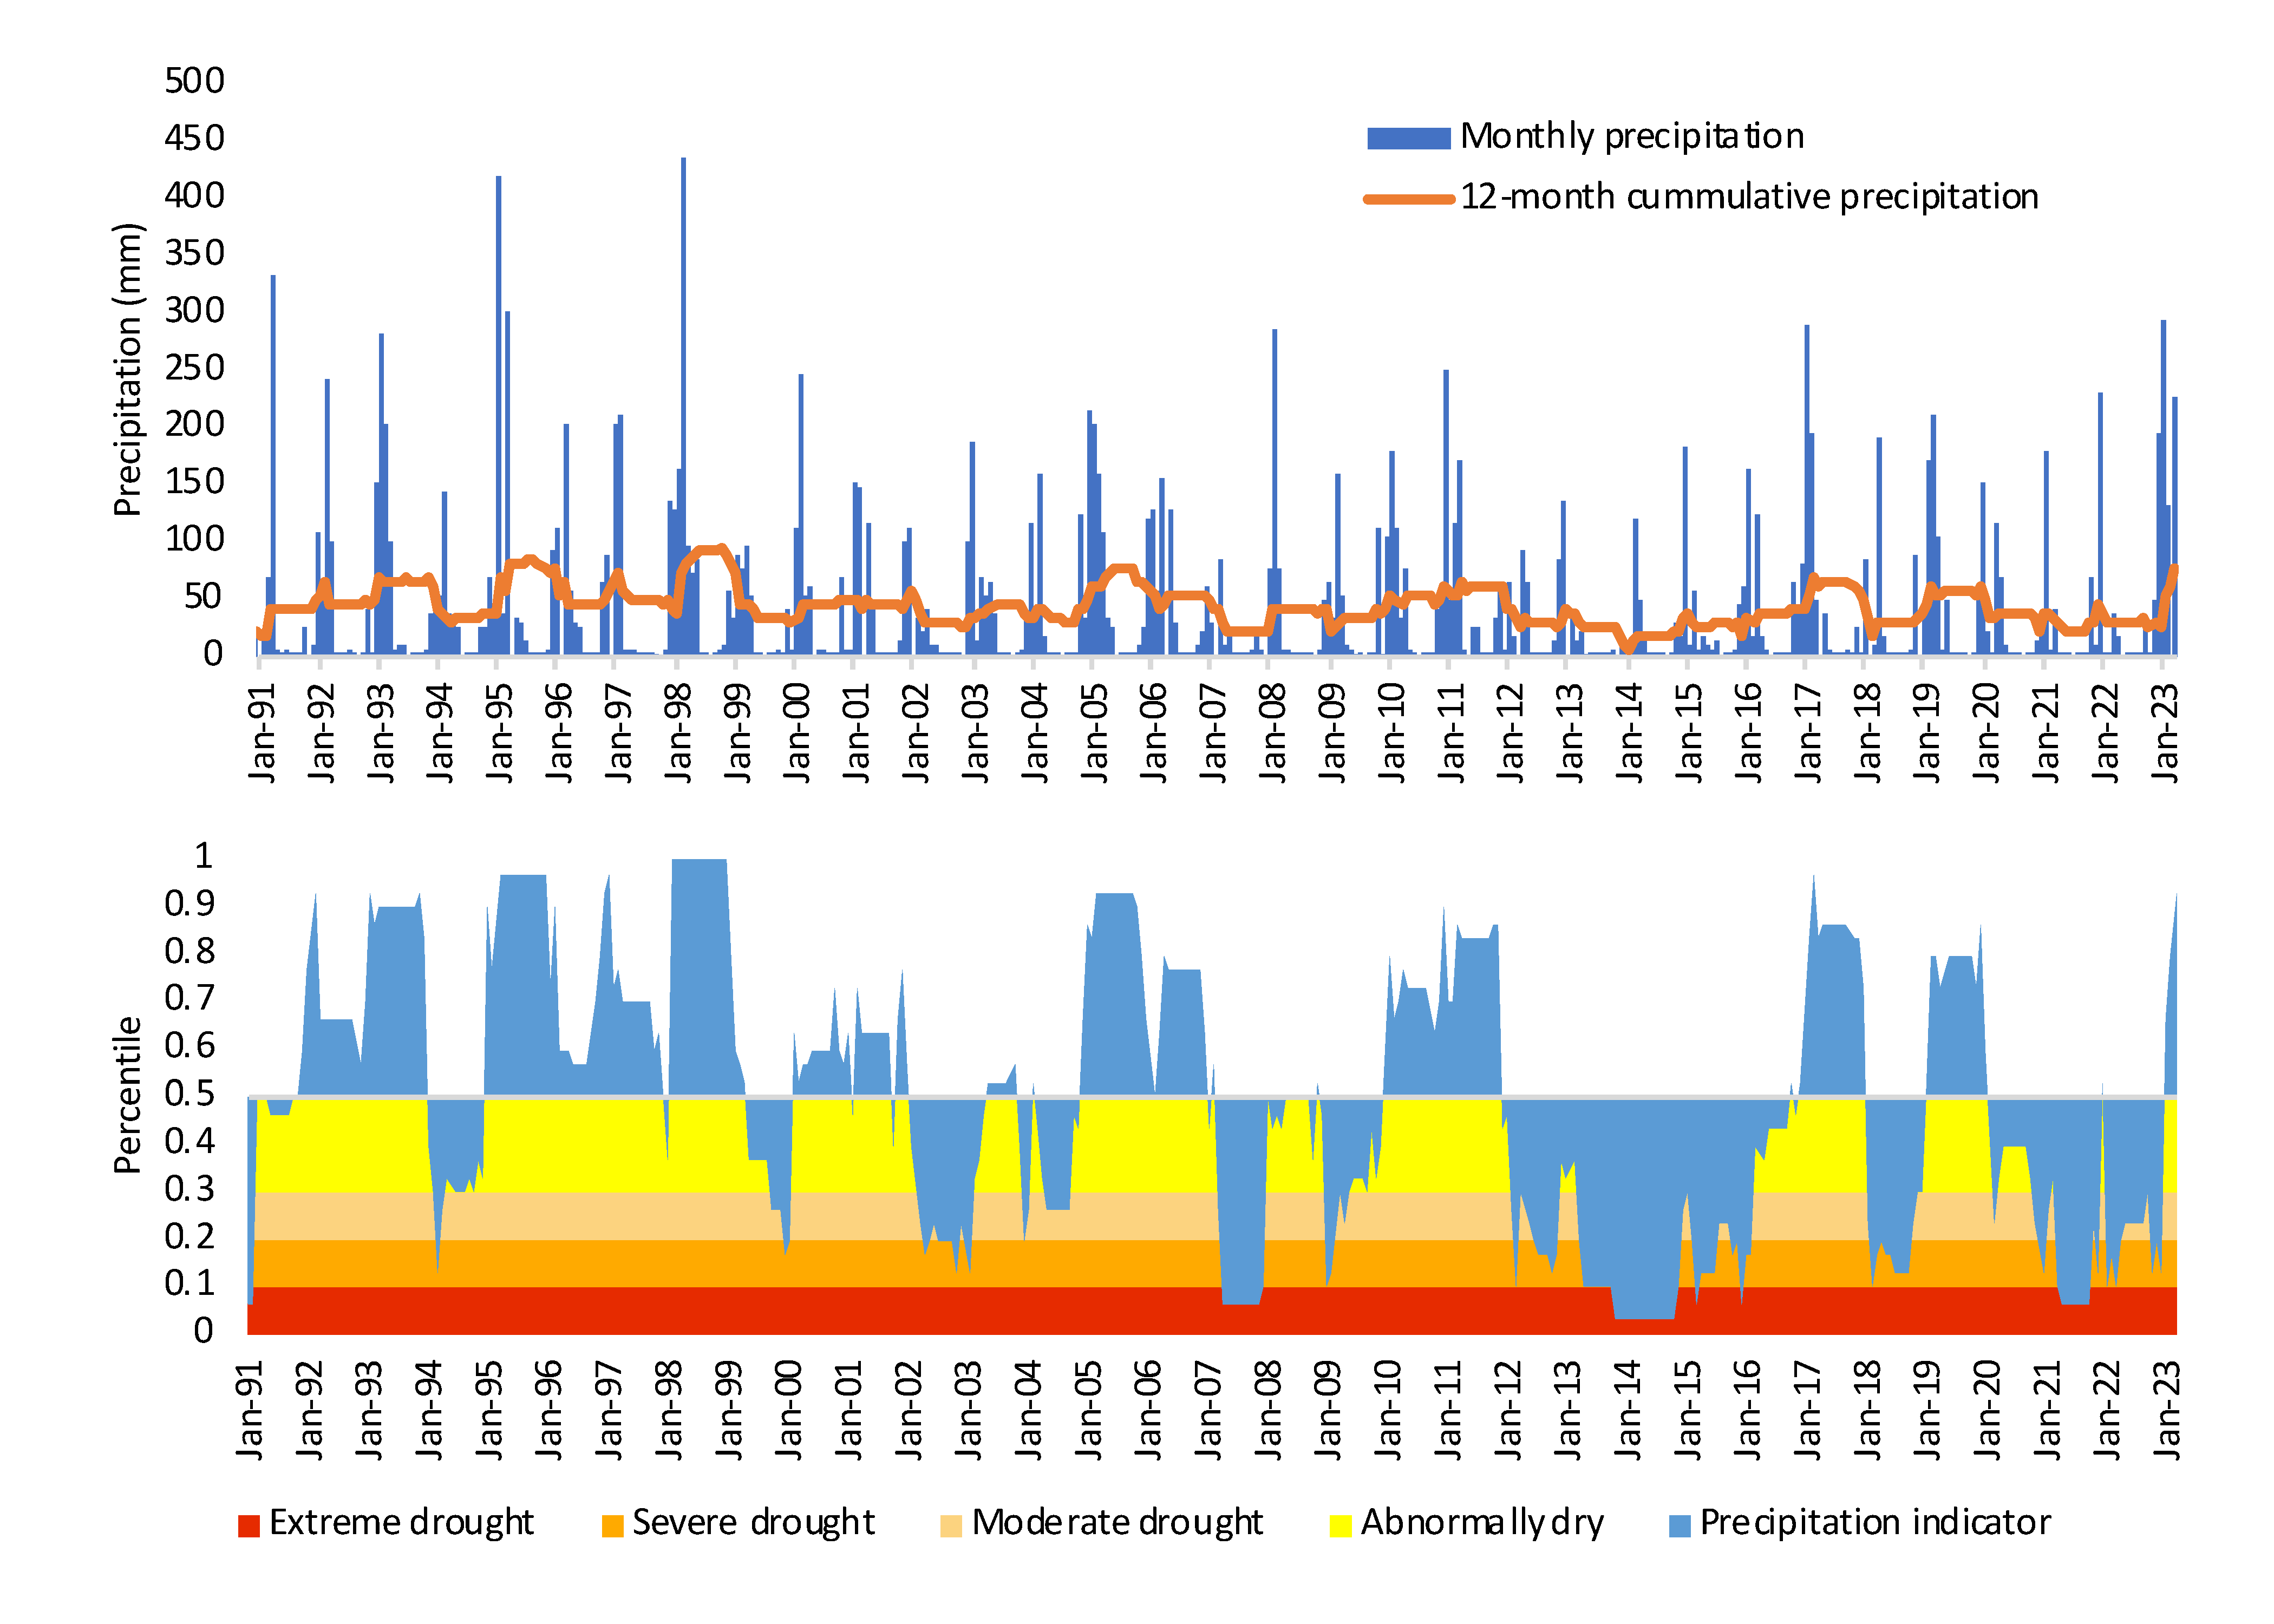 500
450
400
350
300
250
200
150
100
50
0
Precipitation (mm)
Monthly precipitation
12-month cummulative precipitation
Jan-91
Jan-92
Jan-93
Jan-94
Jan-95
Jan-96
Jan-97
Jan-98
Jan-99
Jan-00
Jan-01
Jan-02
Jan-03
Jan-04
Jan-05
Jan-06
Jan-07
Jan-08
Jan-09
Jan-10
Jan-11
Jan-12
Jan-13
Jan-14
Jan-15
Jan-16
Jan-17
Jan-18
Jan-19
Jan-20
Jan-21
Jan-22
Jan-23
1
0.9
0.8
0.7
0.6
0.5
0.4
0.3
0.2
0.1
0
Percentile
Jan-91
Jan-92
Jan-93
Jan-94
Jan-95
Jan-96
Jan-97
Jan-98
Jan-99
Jan-00
Jan-01
Jan-02
Jan-03
Jan-04
Jan-05
Jan-06
Jan-07
Jan-08
Jan-09
Jan-10
Jan-11
Jan-12
Jan-13
Jan-14
Jan-15
Jan-16
Jan-17
Jan-18
Jan-19
Jan-20
Jan-21
Jan-22
Jan-23
Extreme drought
Severe drought
Moderate drought
Abnormally dry
Precipitation indicator